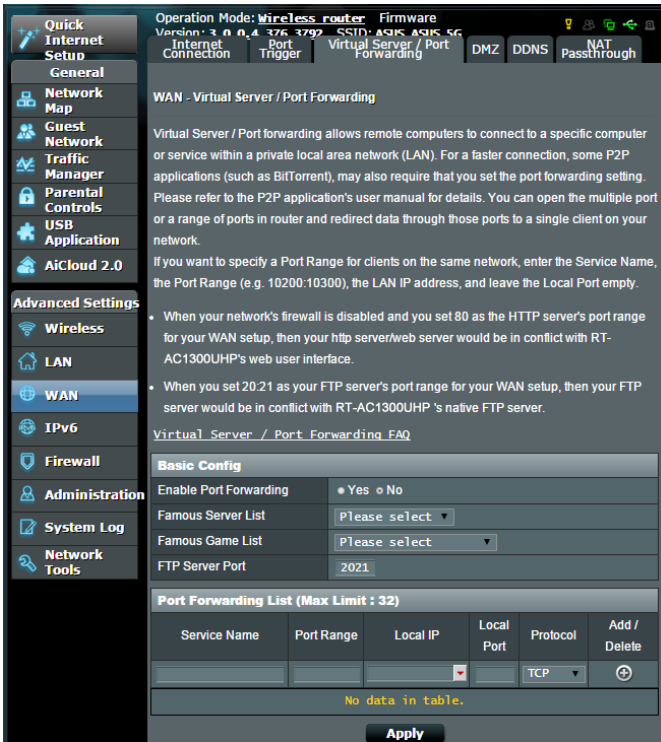 Quick
Internet
Setup
Operation Mode: Wireless router Firmware
Version: 3.0.0.4.376.3792 SSID: ASUS ASUS_5G
Internet
Connection
Port
Trigger
Virtual Server / Port
Forwarding
DMZ
DDNS
NAT
Passthrough
General
Network
Map
Guest
Network
Traffic
Manager
Parental
Controls
USB
Application
AiCloud 2.0
Advanced Settings
Wireless
LAN
WAN
IPv6
Firewall
Administration
System Log
Network
Tools
WAN - Virtual Server / Port Forwarding
Virtual Server / Port forwarding allows remote computers to connect to a specific computer
or service within a private local area network (LAN). For a faster connection, some P2P
applications (such as BitTorrent), may also require that you set the port forwarding setting.
Please refer to the P2P application's user manual for details. You can open the multiple port
or a range of ports in router and redirect data through those ports to a single client on your
network.
If you want to specify a Port Range for clients on the same network, enter the Service Name,
the Port Range (e.g. 10200:10300), the LAN IP address, and leave the Local Port empty.
• When your network's firewall is disabled and you set 80 as the HTTP server's port range
for your WAN setup, then your http server/web server would be in conflict with RT-
AC1300UHP's web user interface.
• When you set 20:21 as your FTP server's port range for your WAN setup, then your FTP
server would be in conflict with RT-AC1300UHP 's native FTP server.
Virtual Server / Port Forwarding FAQ
Basic Config
Enable Port Forwarding Yes No
Famous Server List Please select
Famous Game List Please select
FTP Server Port 2021
Port Forwarding List (Max Limit : 32)
Service Name Port Range Local IP Local Port Protocol Add / Delete
TCP
No data in table.
Apply